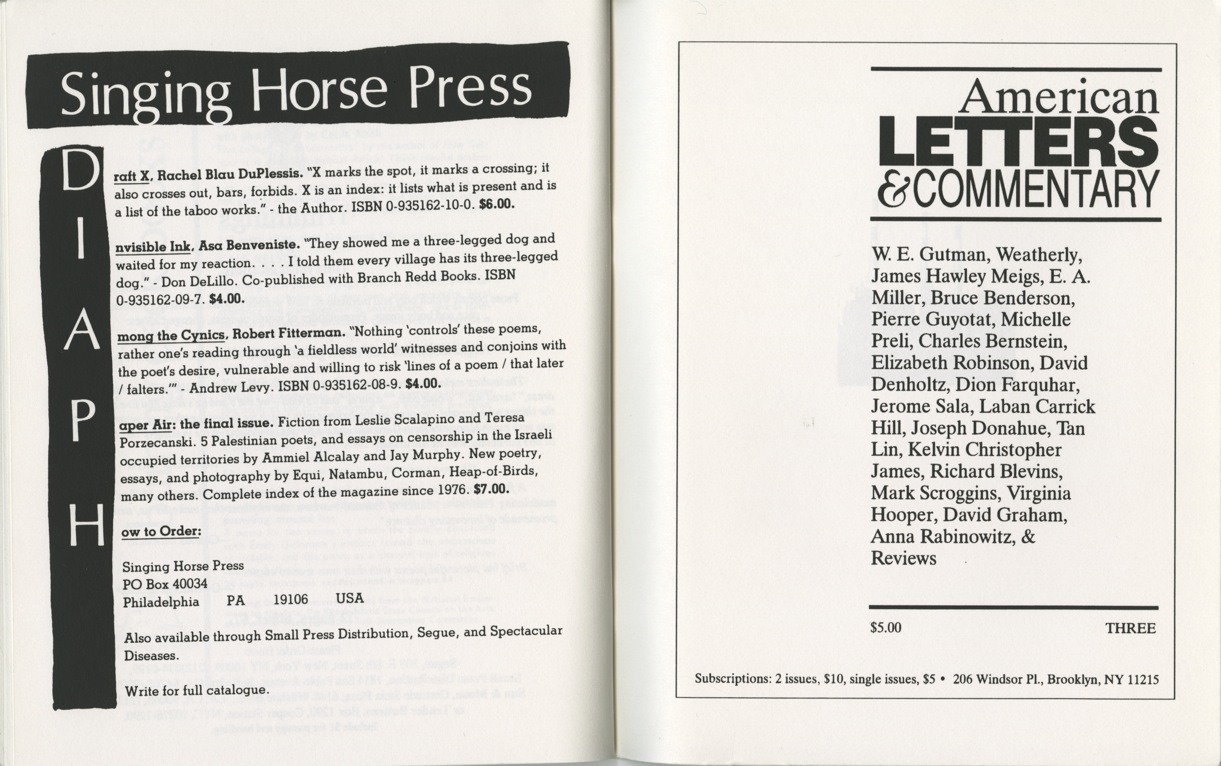 Singing Horse Press
Draft X, Rachel Blau DuPlessis. "X marks the spot, it marks a crossing; it
also crosses out, bars, forbids. X is an index: it lists what is present and is
a list of the taboo works." - the Author. ISBN 0-935162-10-0. $6.00.
Invisible Ink, Asa Benveniste. "They showed me a three-legged dog and
waited for my reaction. . . . I told them every village has its three-legged
dog." - Don DeLillo. Co-published with Branch Redd Books. ISBN
0-935162-09-7. $4.00.
Among the Cynics, Robert Fitterman. "Nothing 'controls' these poems,
rather one's reading through 'a fieldless world' witnesses and conjoins with
the poet's desire, vulnerable and willing to risk 'lines of a poem / that later
/ falters.'" - Andrew Levy. ISBN 0-935162-08-9. $4.00.
Paper Air: the final issue. Fiction from Leslie Scalapino and Teresa
Porzecanski. 5 Palestinian poets, and essays on censorship in the Israeli
occupied territories by Ammiel Alcalay and Jay Murphy. New poetry,
essays, and photography by Equi, Natambu, Corman, Heap-of-Birds,
many others. Complete index of the magazine since 1976. $7.00.
How to Order:
Singing Horse Press
PO Box 40034
Philadelphia PA 19106 USA
Also available through Small Press Distribution, Segue, and Spectacular
Diseases.
Write for full catalogue.
American
LETTERS
&COMMENTARY
W. E. Gutman, Weatherly,
James Hawley Meigs, E. A.
Miller, Bruce Benderson,
Pierre Guyotat, Michelle
Preli, Charles Bernstein,
Elizabeth Robinson, David
Denholtz, Dion Farquhar,
Jerome Sala, Laban Carrick
Hill, Joseph Donahue, Tan
Lin, Kelvin Christopher
James, Richard Blevins,
Mark Scroggins, Virginia
Hooper, David Graham,
Anna Rabinowitz, &
Reviews
$5.00 THREE
Subscriptions: 2 issues, $10, single issues, $5 • 206 Windsor Pl., Brooklyn, NY 11215